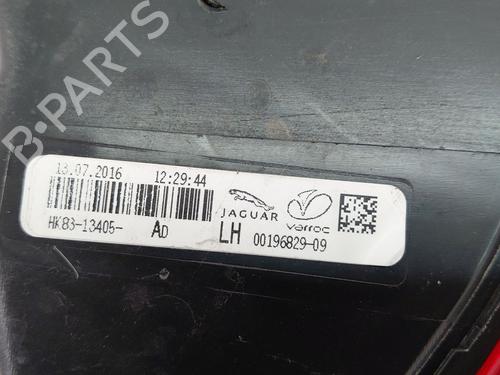 B-PARTS
13.07.2016 12:29:44
JAGUAR
varroc
HK83-13405- AD LH 00196829-09